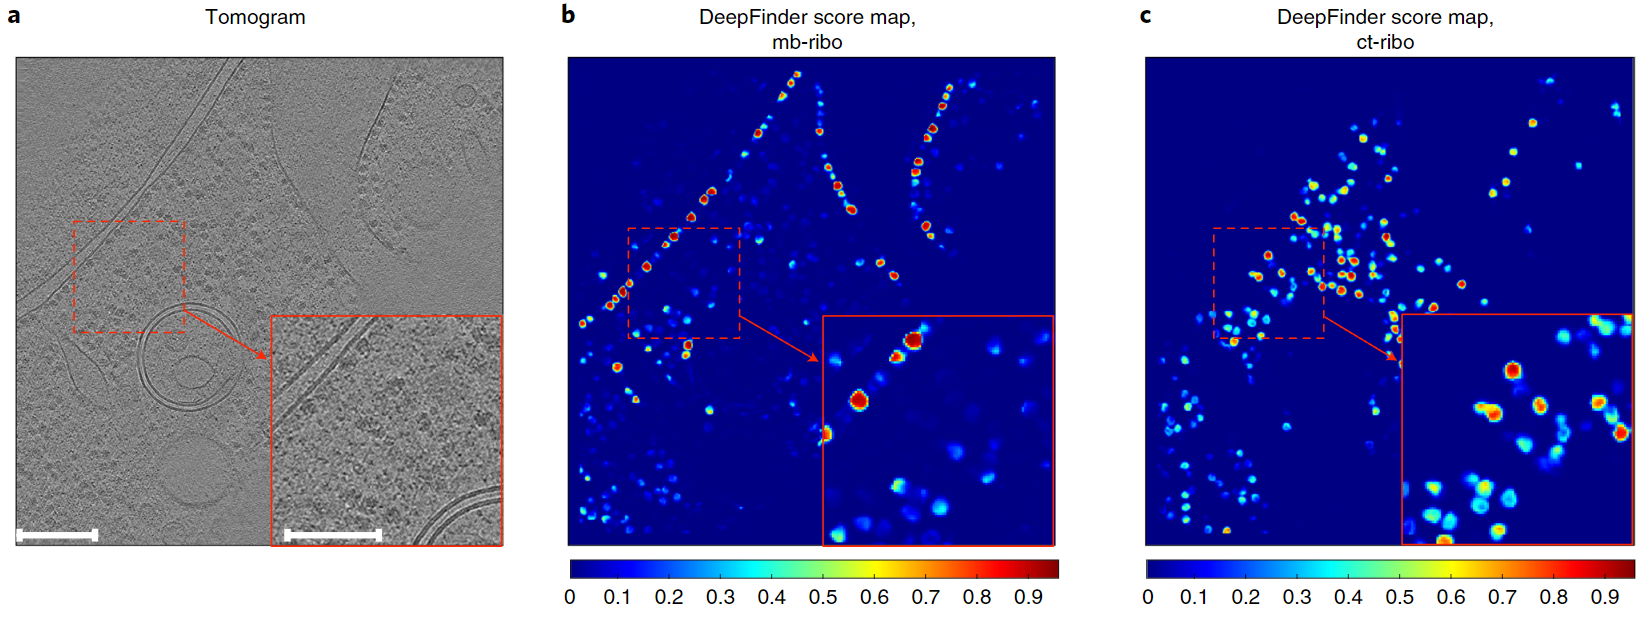 a
Tomogram
b
DeepFinder score map,
mb-ribo
c
DeepFinder score map,
ct-ribo
0 0.1 0.2 0.3 0.4 0.5 0.6 0.7 0.8 0.9
0 0.1 0.2 0.3 0.4 0.5 0.6 0.7 0.8 0.9